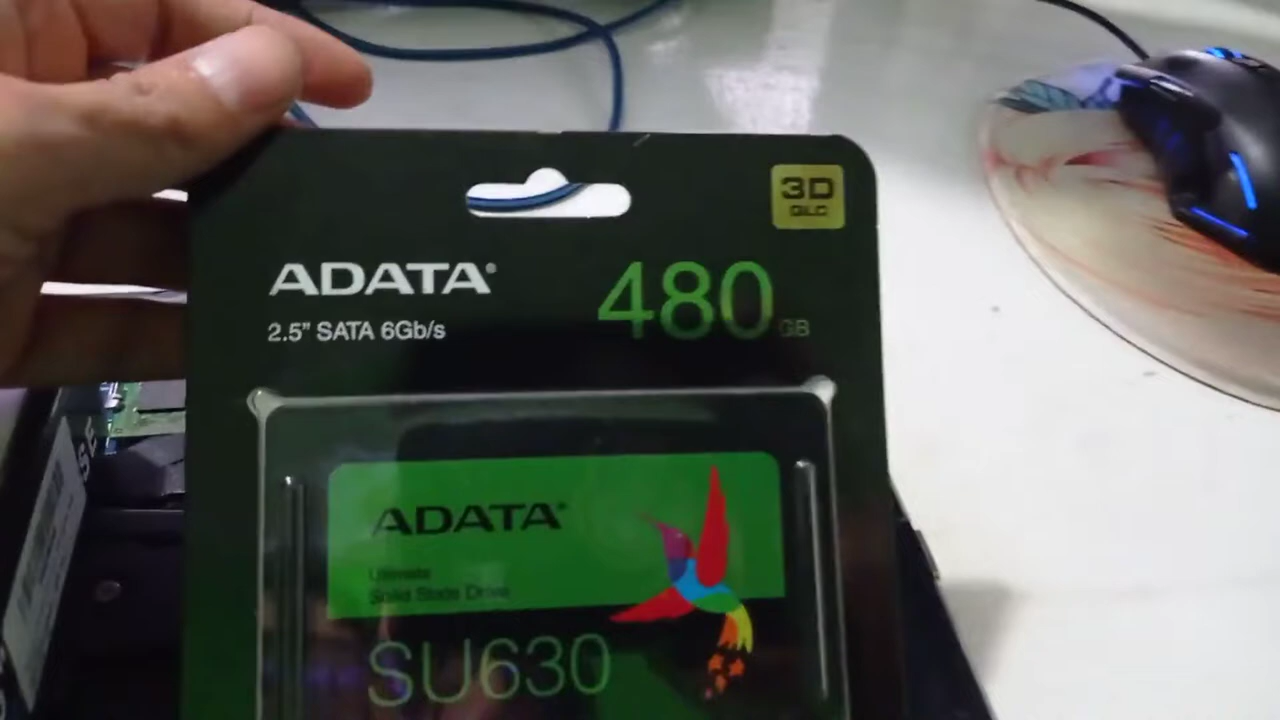 3D
QLC
ADATA®
480 GB
2.5” SATA 6Gb/s
ADATA®
Ultimate
Solid State Drive
SU630